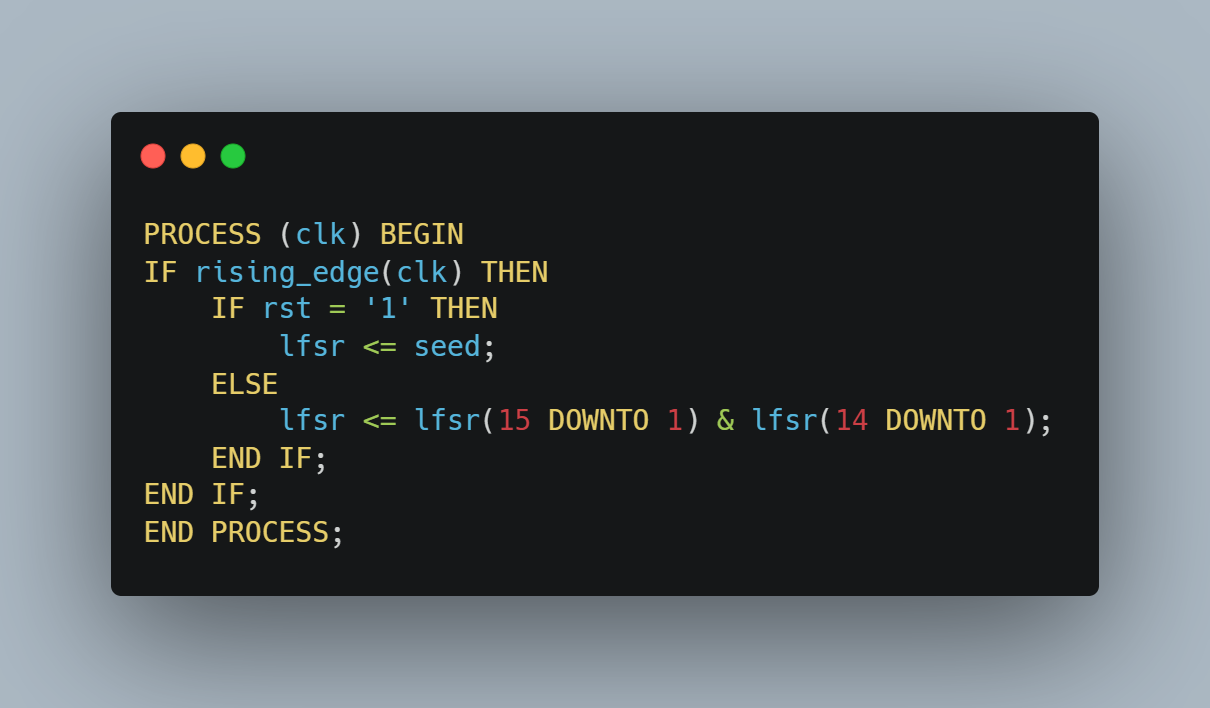 PROCESS (clk) BEGIN
IF rising_edge(clk) THEN
    IF rst = '1' THEN
        lfsr <= seed;
    ELSE
        lfsr <= lfsr(15 DOWNTO 1) & lfsr(14 DOWNTO 1);
    END IF;
END IF;
END PROCESS;